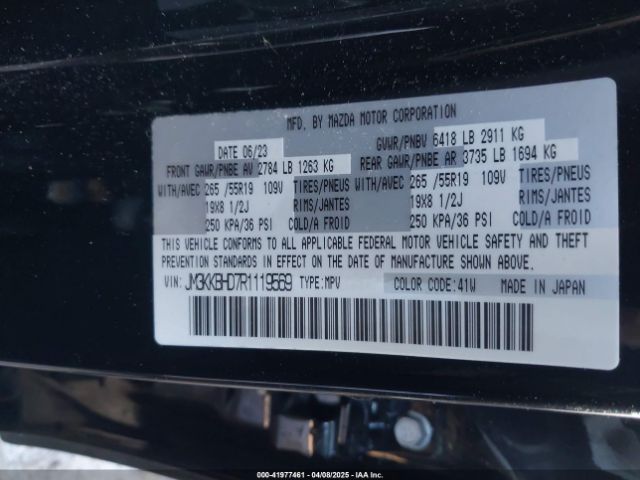 MFD. BY MAZDA MOTOR CORPORATION
DATE 06/23 GVWR/PNBV 6418 LB 2911 KG
FRONT GAWR/PNBE AV 2784 LB 1263 KG REAR GAWR/PNBE AR 3735 LB 1694 KG
WITH/AVEC 265 /55R19 109V TIRES/PNEUS WITH/AVEC 265 /55R19 109V TIRES/PNEUS
19X8 1/2J RIMS/JANTES 19X8 1/2J RIMS/JANTES
250 KPA/36 PSI COLD/A FROID 250 KPA/36 PSI COLD/A FROID
THIS VEHICLE CONFORMS TO ALL APPLICABLE FEDERAL MOTOR VEHICLE SAFETY AND THEFT
PREVENTION STANDARDS IN EFFECT ON THE DATE OF MANUFACTURE SHOWN ABOVE.
VIN: JM3KKBHD7R1119569 TYPE:MPV COLOR CODE:41W MADE IN JAPAN
000-41977461 - 04/08/2025 - www.iaai.com - Copyright IAA, LLC.